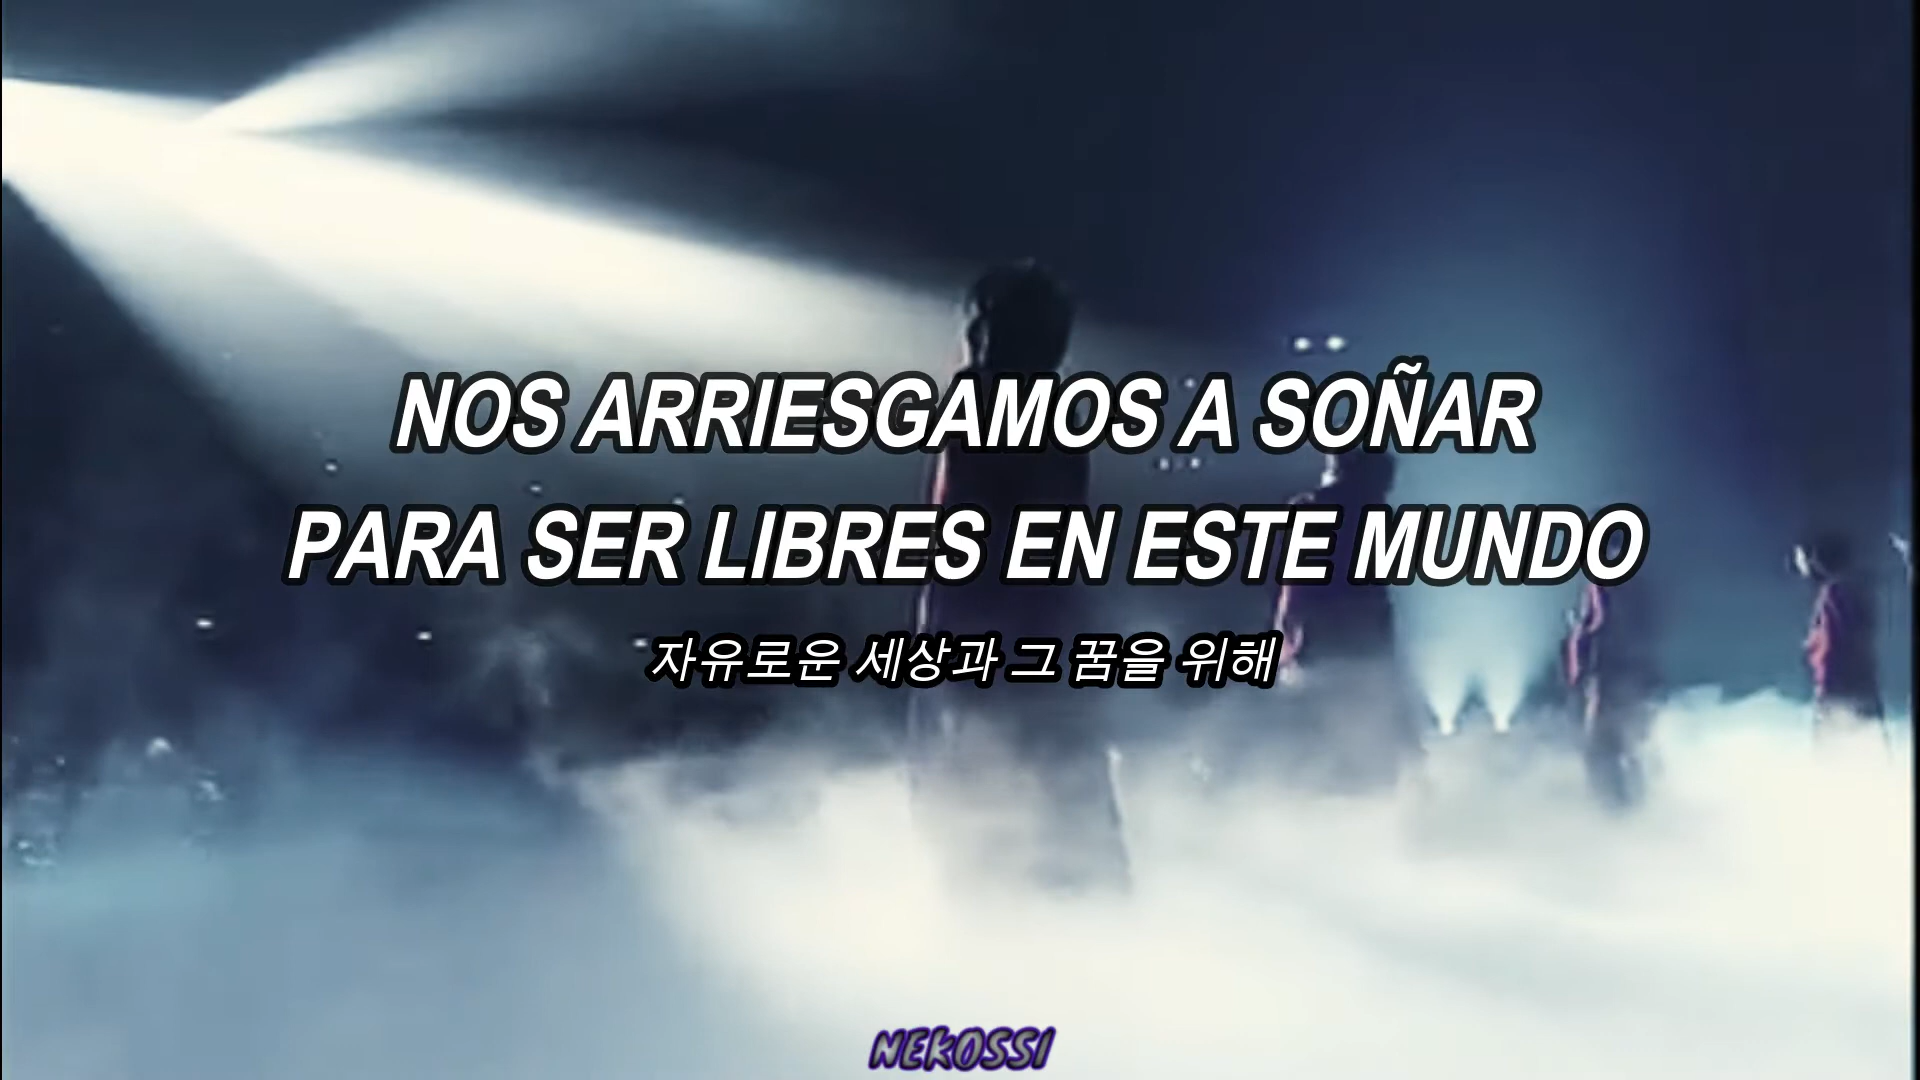 NOS ARRIESGAMOS A SOÑAR
PARA SER LIBRES EN ESTE MUNDO
자유로운 세상과 그 꿈을 위해
NEKOSSI